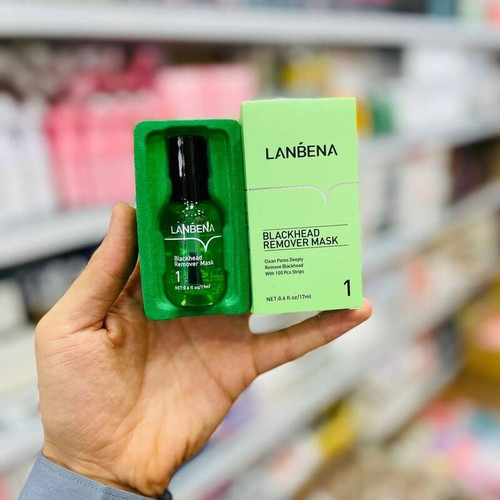 LANBENA
Blackhead
Remover Mask
1
NET.0.6 fl oz/17ml
LANBENA
BLACKHEAD
REMOVER MASK
Clean Pores Deeply
Remove Blackhead
With 100 Pcs Strips
NET.0.6 fl oz/17ml
1